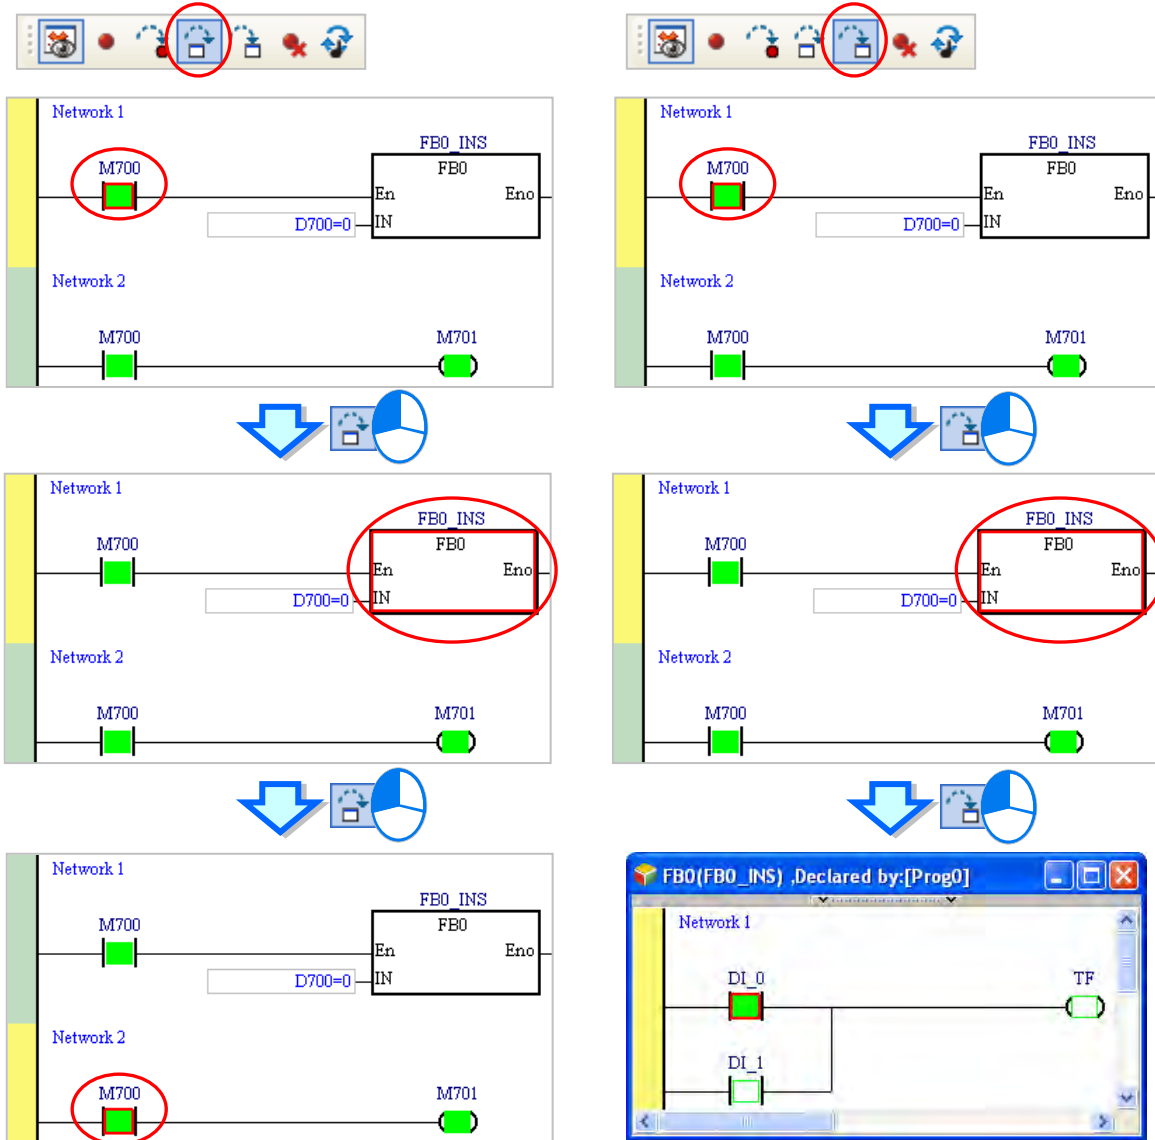 Network 1
FB0_INS
M700
FB0
En
Eno
D700=0
IN
Network 2
M700
M701
Network 1
FB0_INS
M700
FB0
En
Eno
D700=0
IN
Network 2
M700
M701
Network 1
FB0_INS
M700
FB0
En
Eno
D700=0
IN
Network 2
M700
M701
Network 1
FB0_INS
M700
FB0
En
Eno
D700=0
IN
Network 2
M700
M701
Network 1
FB0_INS
M700
FB0
En
Eno
D700=0
IN
Network 2
M700
M701
FB0(FB0_INS) ,Declared by:[Prog0]
Network 1
DI_0
TF
DI_1